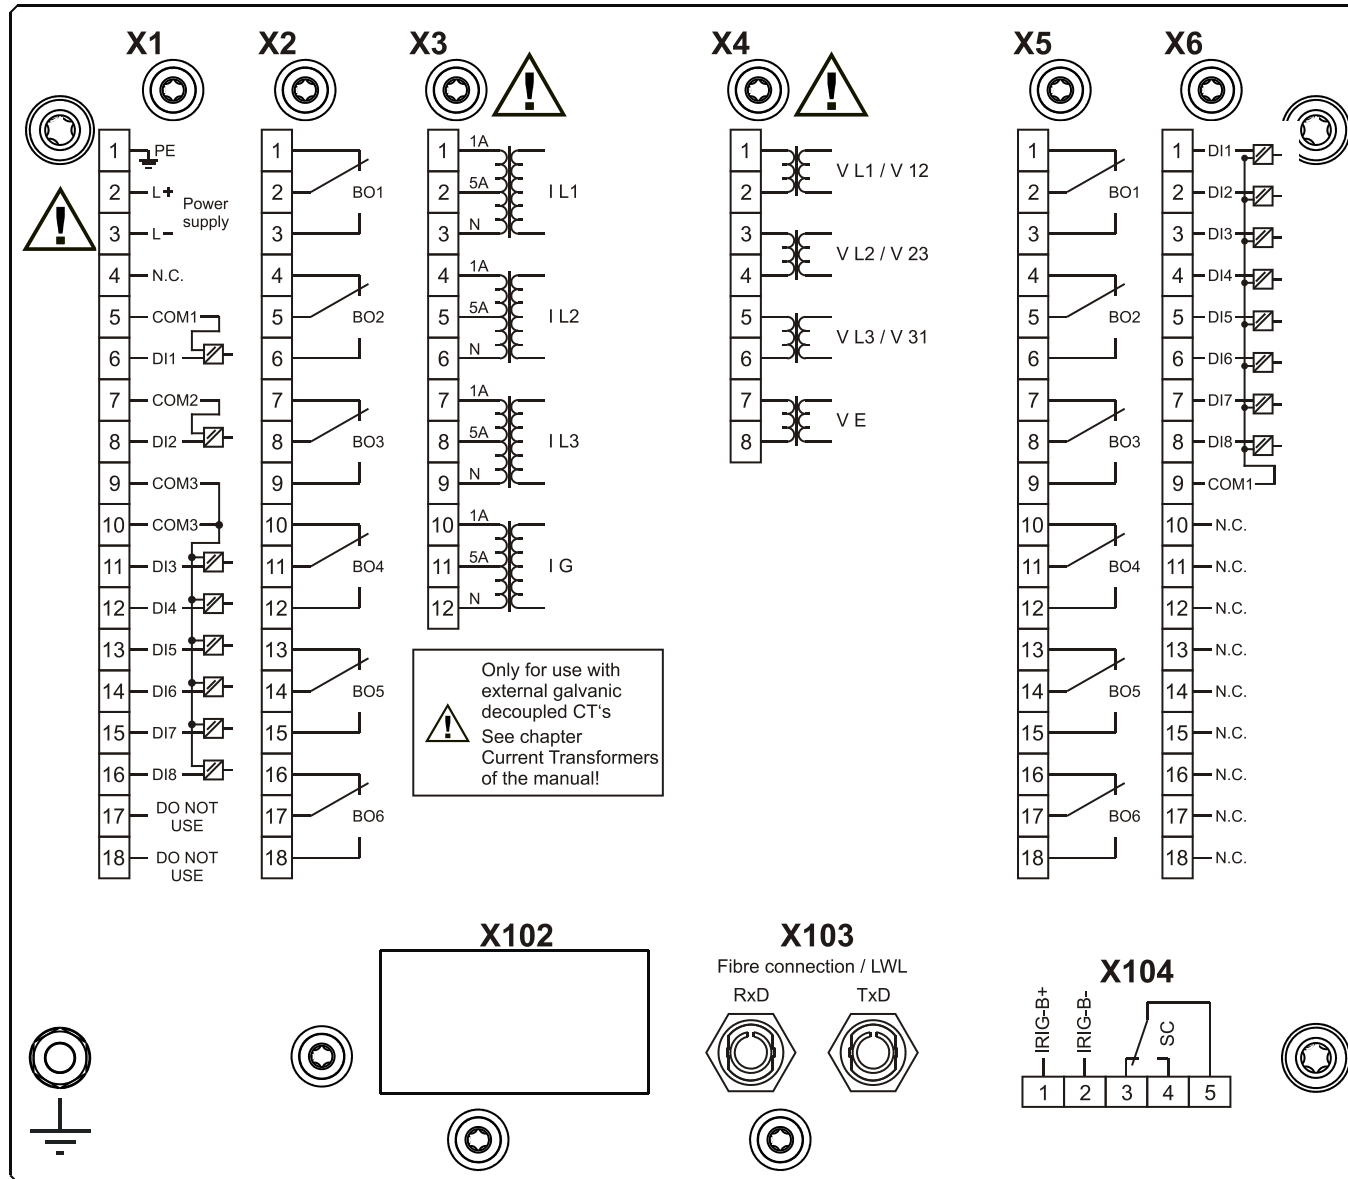 X1
X2
X3
X4
X5
X6
1 PE
2 L+
Power
supply
3 L-
4 N.C.
5 COM1
6 DI1
7 COM2
8 DI2
9 COM3
10 COM3
11 DI3
12 DI4
13 DI5
14 DI6
15 DI7
16 DI8
17 DO NOT
USE
18 DO NOT
USE
1
2 BO1
3
4
5 BO2
6
7
8 BO3
9
10
11 BO4
12
13
14 BO5
15
16
17 BO6
18
1 1A
2 5A I L1
3 N
4 1A
5 5A I L2
6 N
7 1A
8 5A I L3
9 N
10 1A
11 5A I G
12 N
Only for use with
external galvanic
decoupled CT‘s
See chapter
Current Transformers
of the manual!
1
V L1 / V 12
2
3
V L2 / V 23
4
5
V L3 / V 31
6
7
V E
8
1
2 BO1
3
4
5 BO2
6
7
8 BO3
9
10
11 BO4
12
13
14 BO5
15
16
17 BO6
18
1 DI1
2 DI2
3 DI3
4 DI4
5 DI5
6 DI6
7 DI7
8 DI8
9 COM1
10 N.C.
11 N.C.
12 N.C.
13 N.C.
14 N.C.
15 N.C.
16 N.C.
17 N.C.
18 N.C.
X102
X103
Fibre connection / LWL
RxD TxD
X104
IRIG-B+
IRIG-B-
SC
1 2 3 4 5